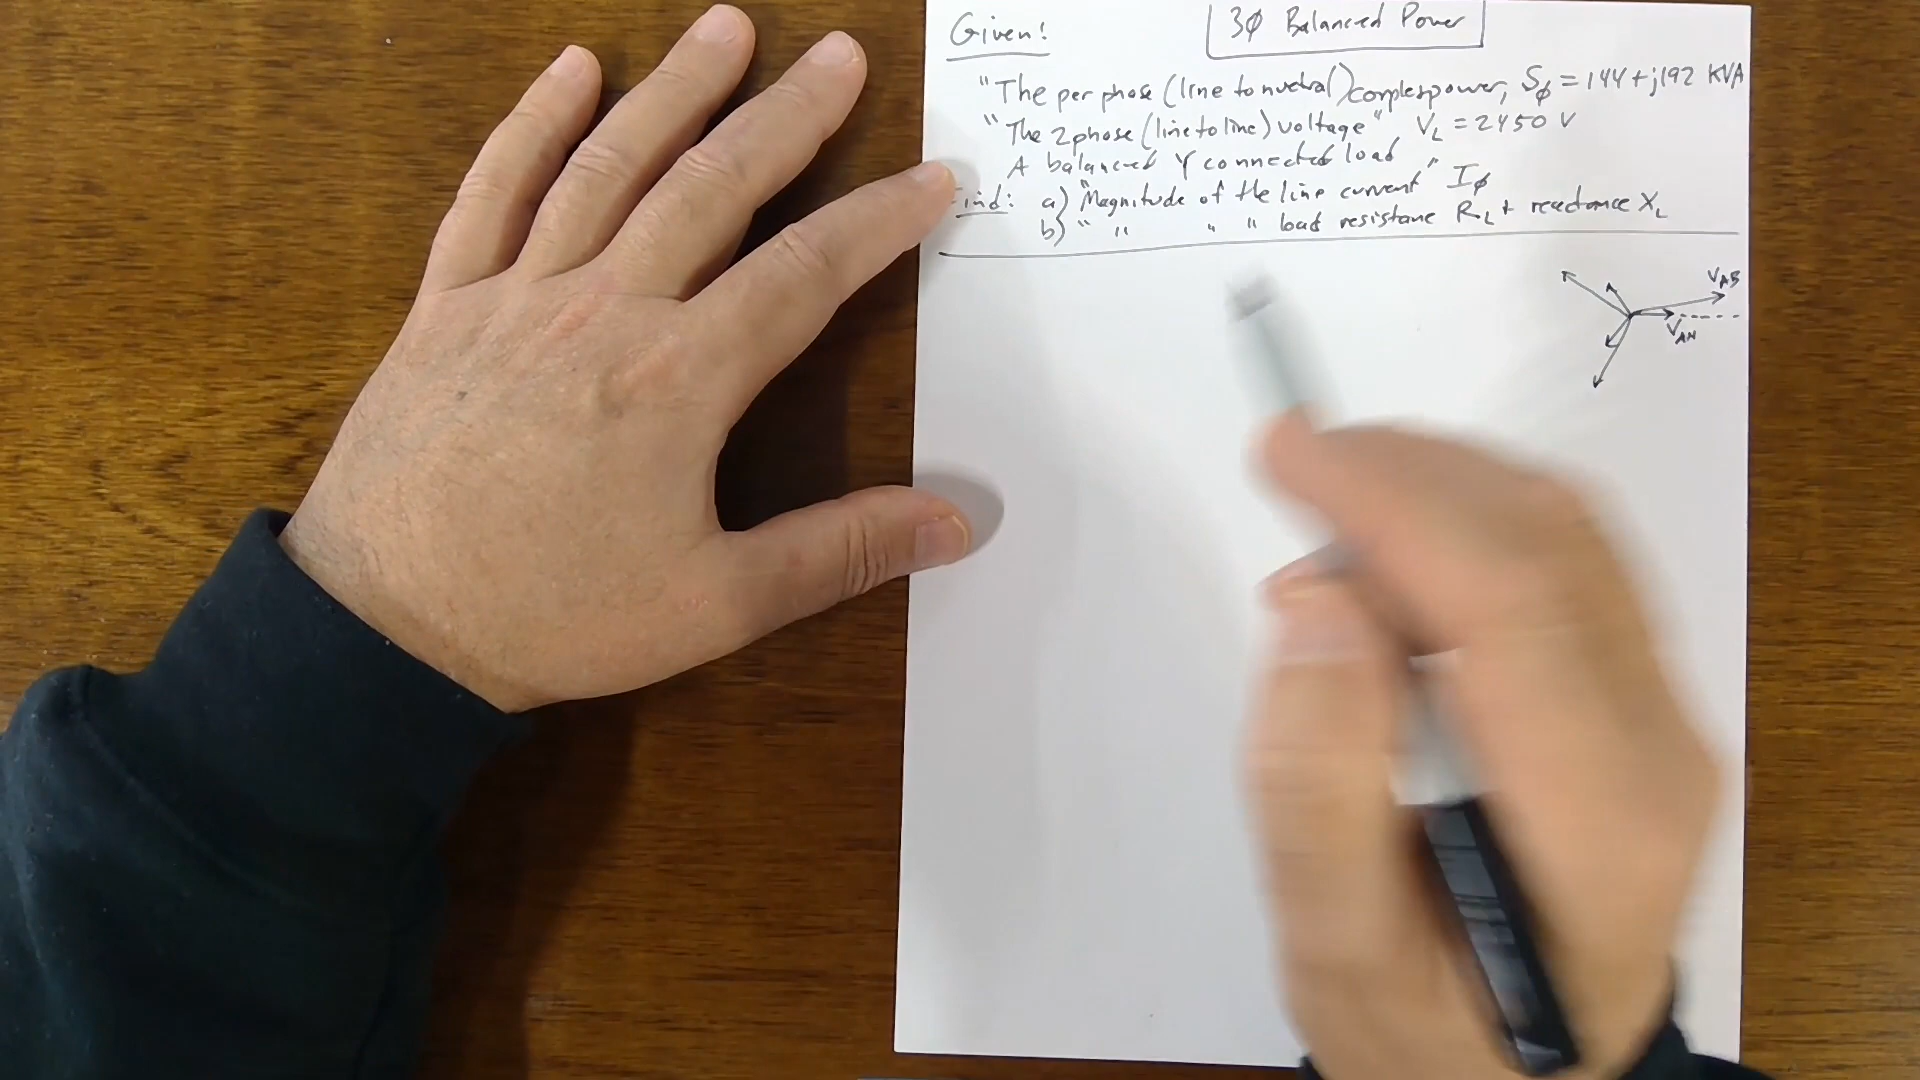 Given!
3ϕ Balanced Power
"The per phase (line to nuetral) complex power, Sϕ = 144 + j192 KVA
"The 2phase (line to line) voltage", VL = 2450 V
A balanced Y connected load "
Find: a) "Magnitude of the line current" Iϕ
b) " " " " load resistane RL + reactance XL
VAB
VAN